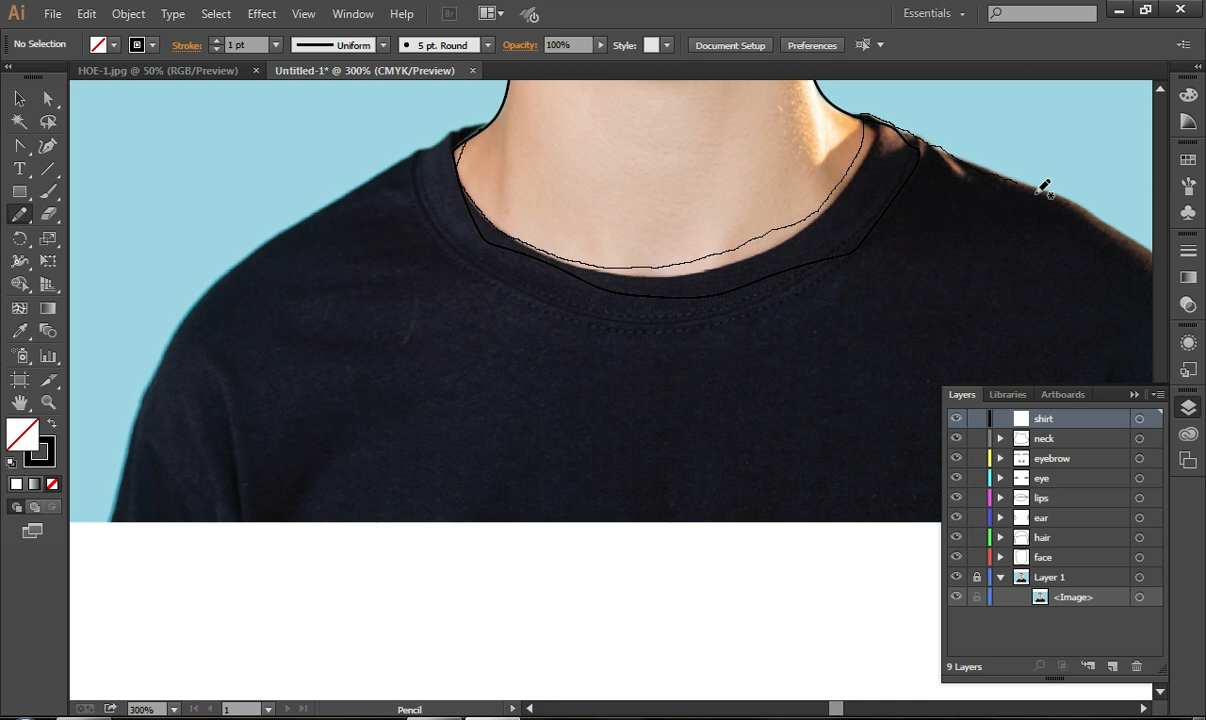 Ai File Edit Object Type Select Effect View Window Help Br Essentials
No Selection Stroke: 1 pt Uniform 5 pt. Round Opacity: 100% Style: Document Setup Preferences
HOE-1.jpg @ 50% (RGB/Preview) × Untitled-1* @ 300% (CMYK/Preview) ×
T
Layers Libraries Artboards
shirt
neck
eyebrow
eye
lips
ear
hair
face
Layer 1
<Image>
9 Layers
300% 1 Pencil